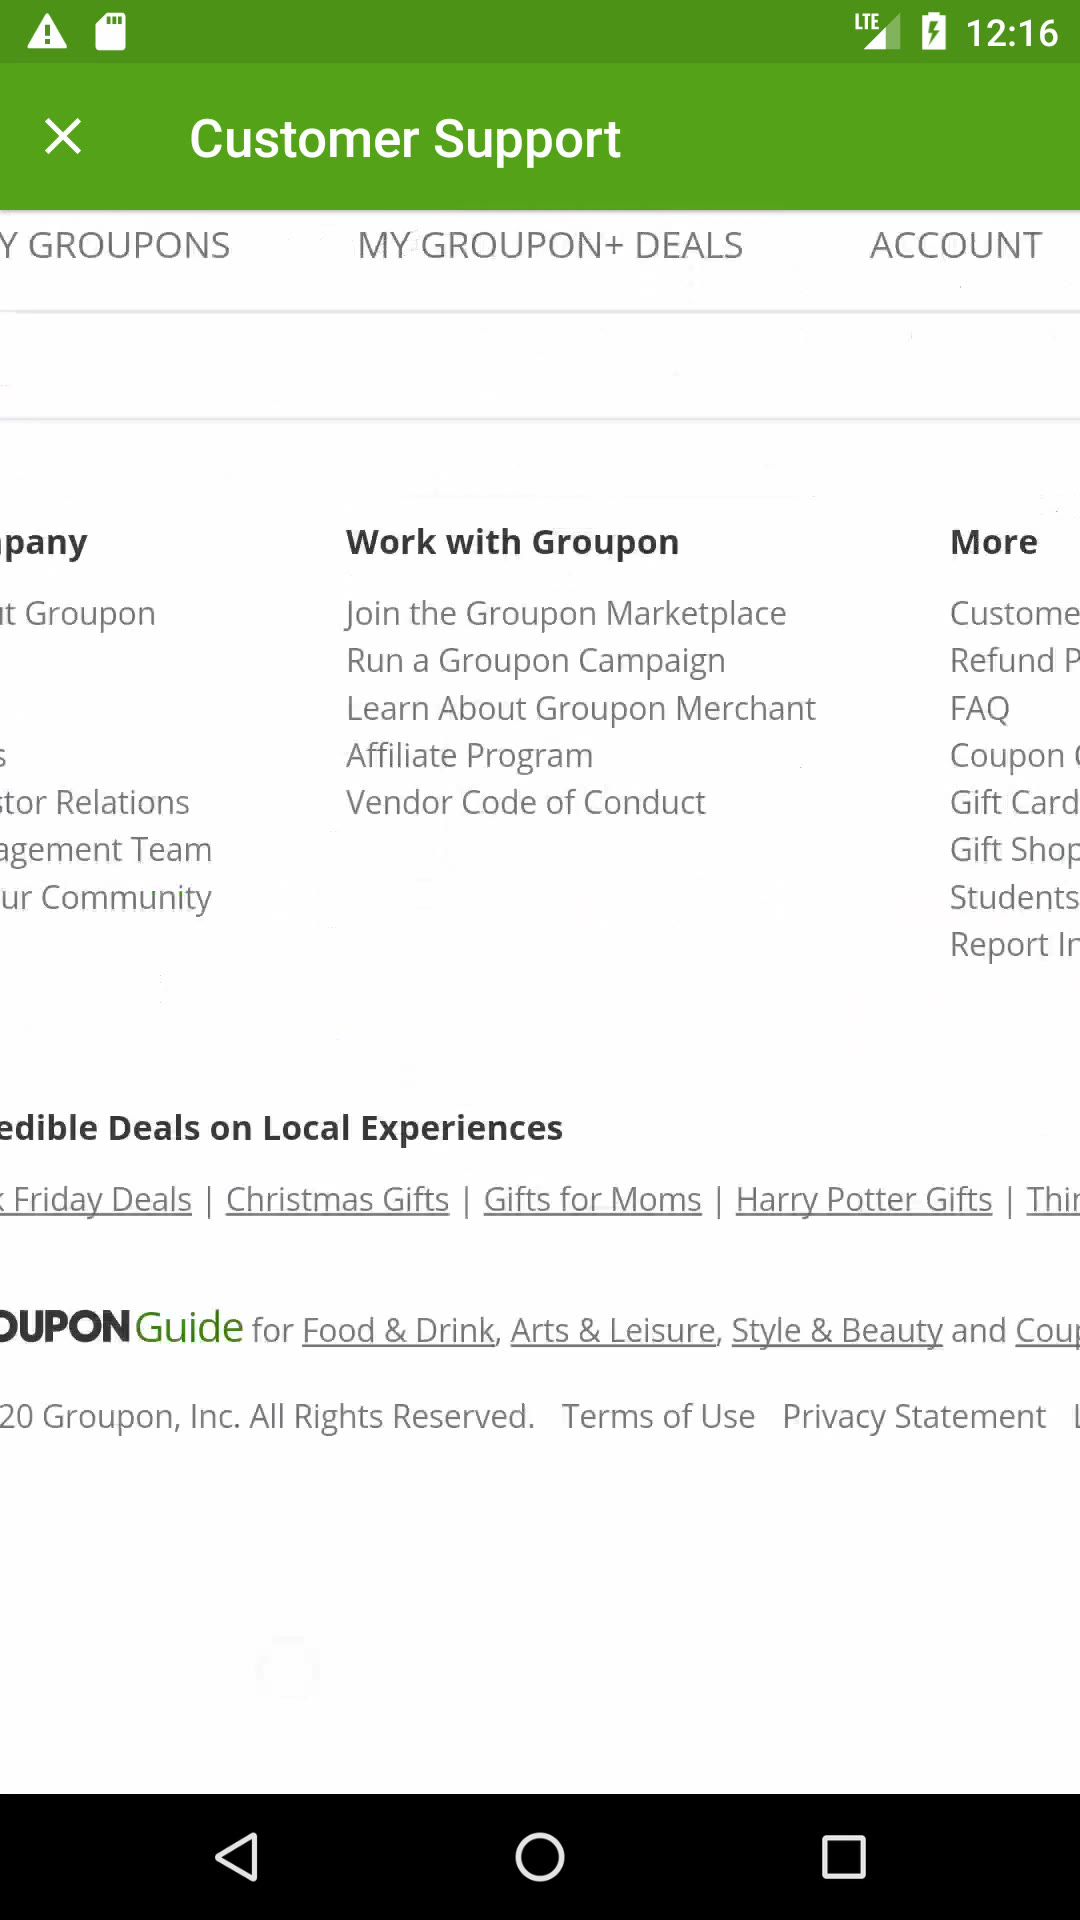 LTE 12:16
Customer Support
Y GROUPONS MY GROUPON+ DEALS ACCOUNT
pany Work with Groupon More
ut Groupon Join the Groupon Marketplace Custome
Run a Groupon Campaign Refund P
Learn About Groupon Merchant FAQ
s Affiliate Program Coupon
stor Relations Vendor Code of Conduct Gift Card
agement Team Gift Shop
ur Community Students
Report In
edible Deals on Local Experiences
k Friday Deals | Christmas Gifts | Gifts for Moms | Harry Potter Gifts | Thin
OUPON Guide for Food & Drink, Arts & Leisure, Style & Beauty and Coup
20 Groupon, Inc. All Rights Reserved. Terms of Use Privacy Statement L